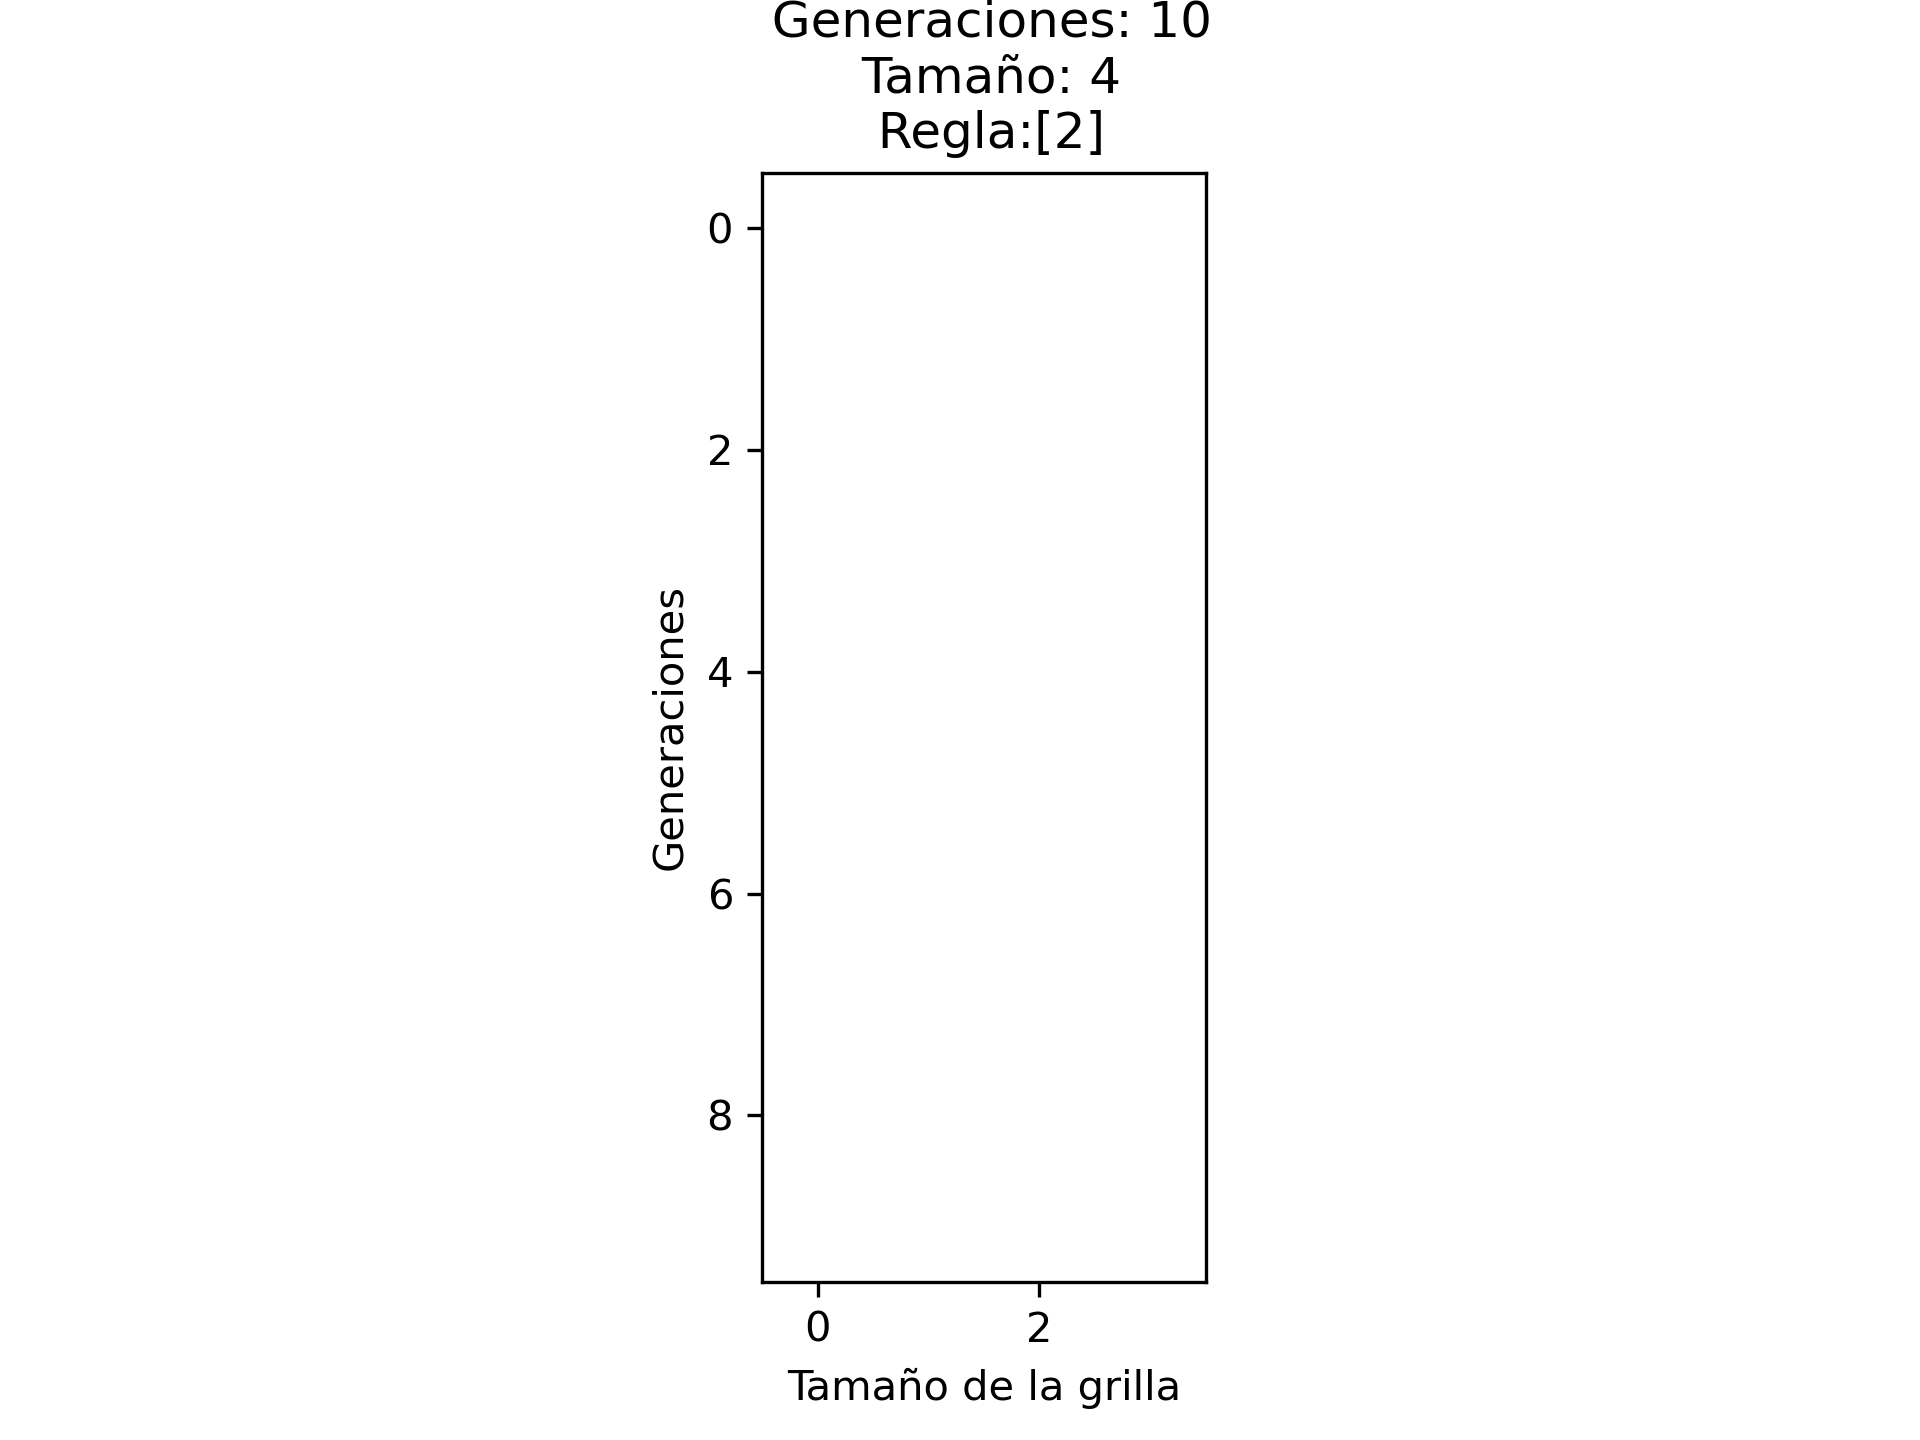 Generaciones: 10
Tamaño: 4
Regla:[2]
0
2
4
6
8
Generaciones
0 2
Tamaño de la grilla